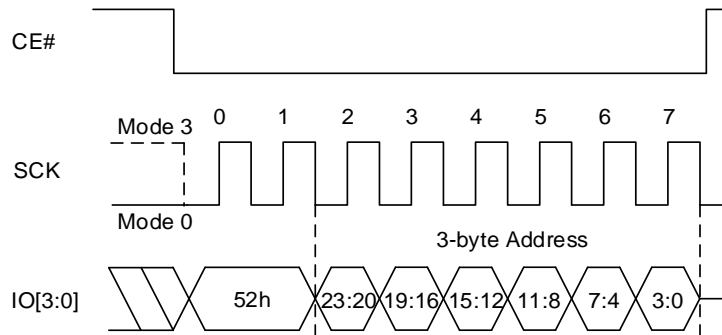 CE#
Mode 3 0 1 2 3 4 5 6 7
SCK
Mode 0
3-byte Address
IO[3:0] 52h 23:20 19:16 15:12 11:8 7:4 3:0